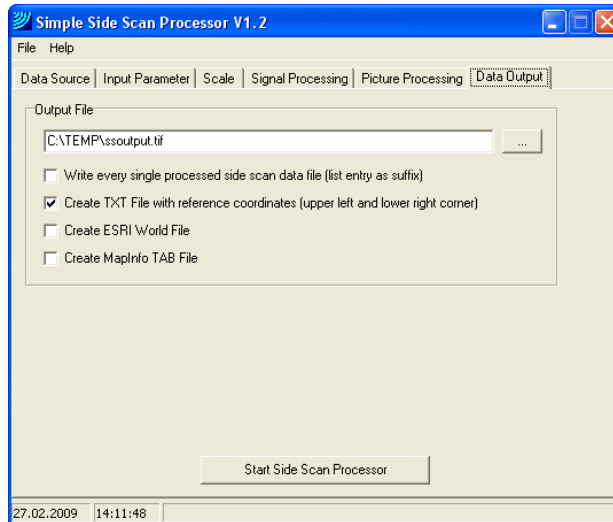 Simple Side Scan Processor V1.2
File Help
Data Source Input Parameter Scale Signal Processing Picture Processing Data Output
Output File
C:\TEMP\ssoutput.tif ...
Write every single processed side scan data file (list entry as suffix)
Create TXT File with reference coordinates (upper left and lower right corner)
Create ESRI World File
Create MapInfo TAB File
Start Side Scan Processor
27.02.2009 14:11:48